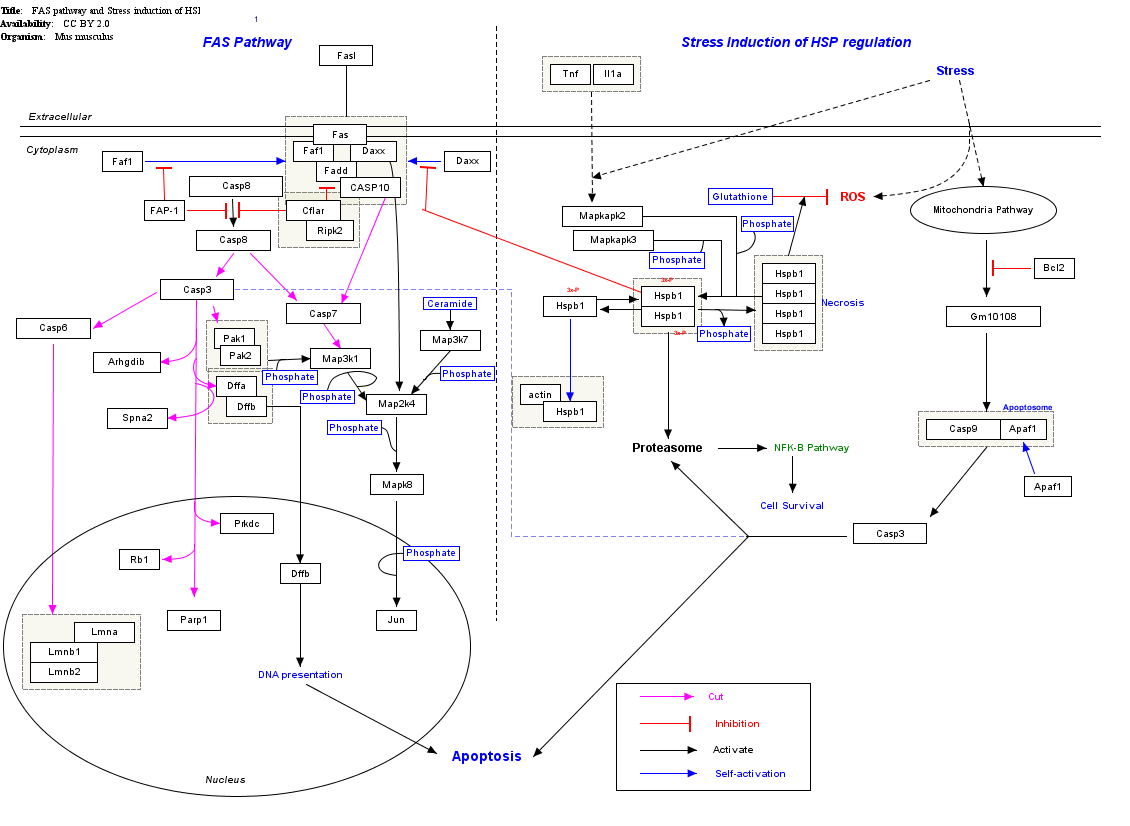 Title: FAS pathway and Stress induction of HSI
Availability: CC BY 2.0
Organism: Mus musculus
1
FAS Pathway
Stress Induction of HSP regulation
Fasl
Tnf
Il1a
Stress
Extracellular
Cytoplasm
Fas
Faf1
Daxx
Fadd
CASP10
Faf1
Daxx
Casp8
FAP-1
Cflar
Ripk2
Casp8
Glutathione
ROS
Mapkapk2
Phosphate
Mapkapk3
Phosphate
Mitochondria Pathway
Bcl2
Casp3
Casp7
Ceramide
3x-P
3x-P
Hspb1
Hspb1
Hspb1
3x-P
Hspb1
Hspb1
Hspb1
Hspb1
Necrosis
Phosphate
Gm10108
Casp6
Pak1
Pak2
Map3k7
Arhgdib
Map3k1
Phosphate
Phosphate
Phosphate
Dffa
Dffb
Spna2
Map2k4
Phosphate
actin
Hspb1
Apoptosome
Casp9
Apaf1
Apaf1
Proteasome
NFK-B Pathway
Cell Survival
Mapk8
Prkdc
Casp3
Rb1
Dffb
Phosphate
Parp1
Jun
Lmna
Lmnb1
Lmnb2
DNA presentation
Apoptosis
Nucleus
Cut
Inhibition
Activate
Self-activation